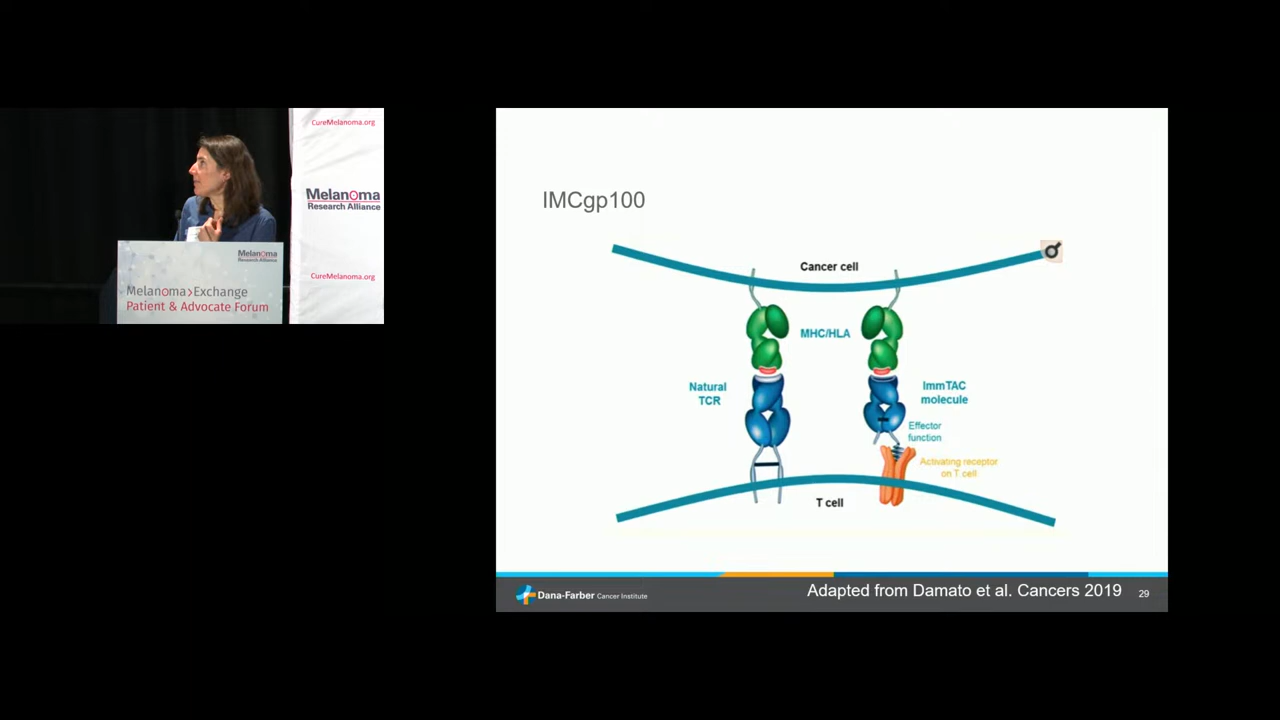 CureMelanoma.org
Melanoma
Research Alliance
CureMelanoma.org
Melanoma
Research Alliance
Melanoma>Exchange
Patient & Advocate Forum
IMCgp100
Cancer cell
MHC/HLA
Natural
TCR
ImmTAC
molecule
Effector
function
Activating receptor
on T cell
T cell
Dana-Farber Cancer Institute
Adapted from Damato et al. Cancers 2019
29